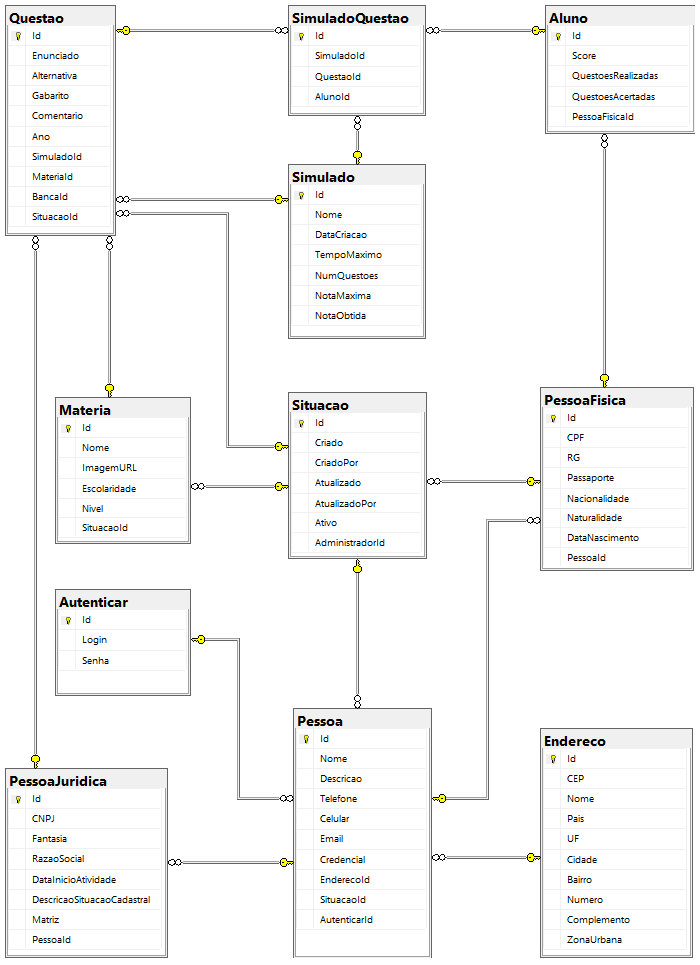 Questao
Id
Enunciado
Alternativa
Gabarito
Comentario
Ano
SimuladoId
MateriaId
BancaId
SituacaoId
SimuladoQuestao
Id
SimuladoId
QuestaoId
AlunoId
Aluno
Id
Score
QuestoesRealizadas
QuestoesAcertadas
PessoaFisicaId
Simulado
Id
Nome
DataCriacao
TempoMaximo
NumQuestoes
NotaMaxima
NotaObtida
Materia
Id
Nome
ImagemURL
Escolaridade
Nivel
SituacaoId
Situacao
Id
Criado
CriadoPor
Atualizado
AtualizadoPor
Ativo
AdministradorId
PessoaFisica
Id
CPF
RG
Passaporte
Nacionalidade
Naturalidade
DataNascimento
PessoaId
Autenticar
Id
Login
Senha
PessoaJuridica
Id
CNPJ
Fantasia
RazaoSocial
DataInicioAtividade
DescricaoSituacaoCadastral
Matriz
PessoaId
Pessoa
Id
Nome
Descricao
Telefone
Celular
Email
Credencial
EnderecoId
SituacaoId
AutenticarId
Endereco
Id
CEP
Nome
Pais
UF
Cidade
Bairro
Numero
Complemento
ZonaUrbana